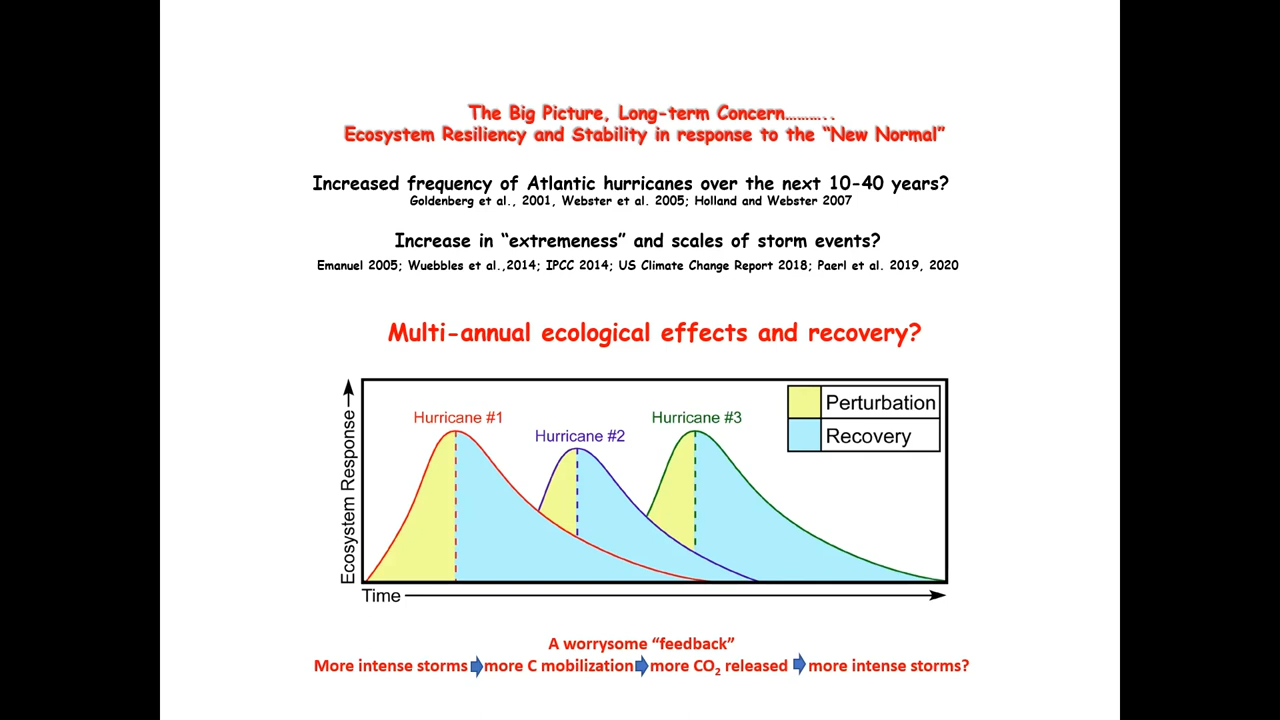 The Big Picture, Long-term Concern...........
Ecosystem Resiliency and Stability in response to the “New Normal”
Increased frequency of Atlantic hurricanes over the next 10-40 years?
Goldenberg et al., 2001, Webster et al. 2005; Holland and Webster 2007
Increase in “extremeness” and scales of storm events?
Emanuel 2005; Wuebbles et al.,2014; IPCC 2014; US Climate Change Report 2018; Paerl et al. 2019, 2020
Multi-annual ecological effects and recovery?
Perturbation
Recovery
Hurricane #1
Hurricane #2
Hurricane #3
Ecosystem Response
Time
A worrysome “feedback”
More intense storms more C mobilization more CO2 released more intense storms?